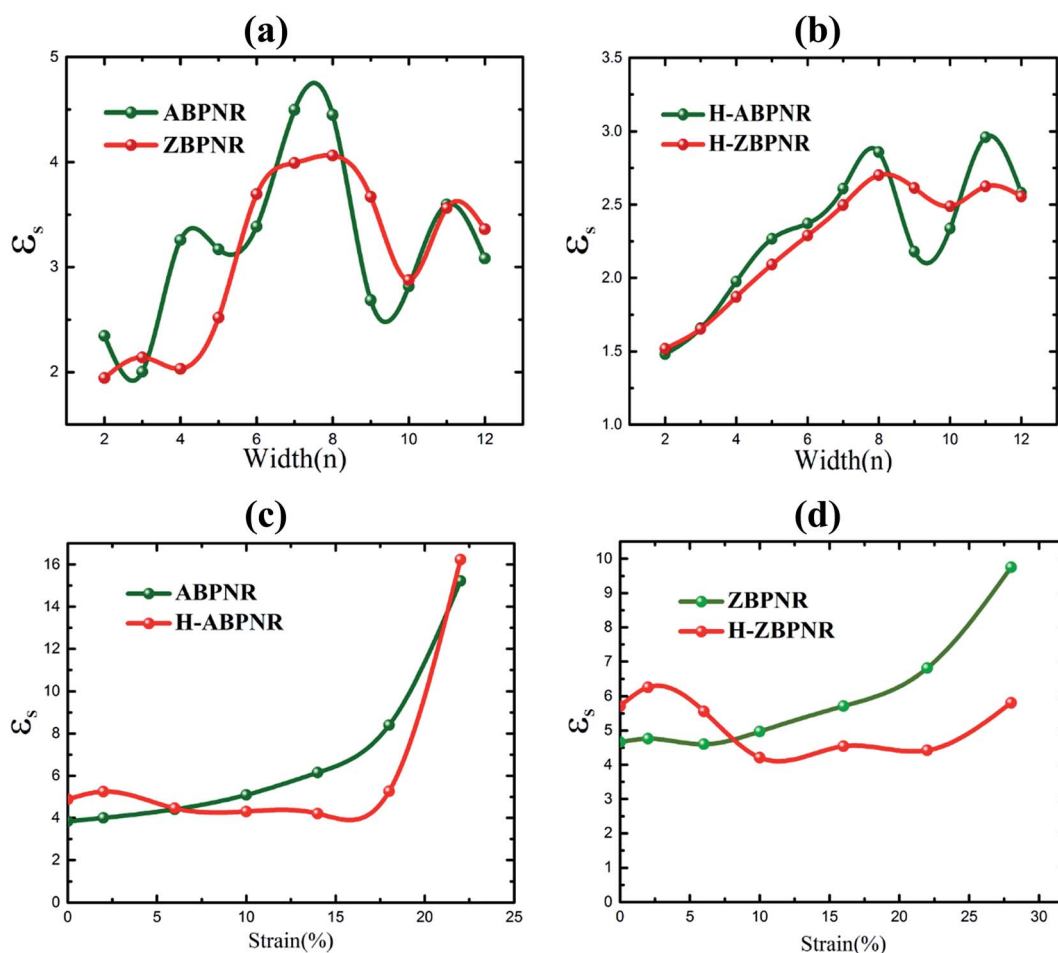 (a)
5
4
3
2
εs
ABPNR
ZBPNR
2 4 6 8 10 12
Width(n)
(b)
3.5
3.0
2.5
2.0
1.5
1.0
εs
H-ABPNR
H-ZBPNR
2 4 6 8 10 12
Width(n)
(c)
16
14
12
10
8
6
4
2
0
εs
ABPNR
H-ABPNR
0 5 10 15 20 25
Strain(%)
(d)
10
9
8
7
6
5
4
3
2
1
0
εs
ZBPNR
H-ZBPNR
0 5 10 15 20 25 30
Strain(%)